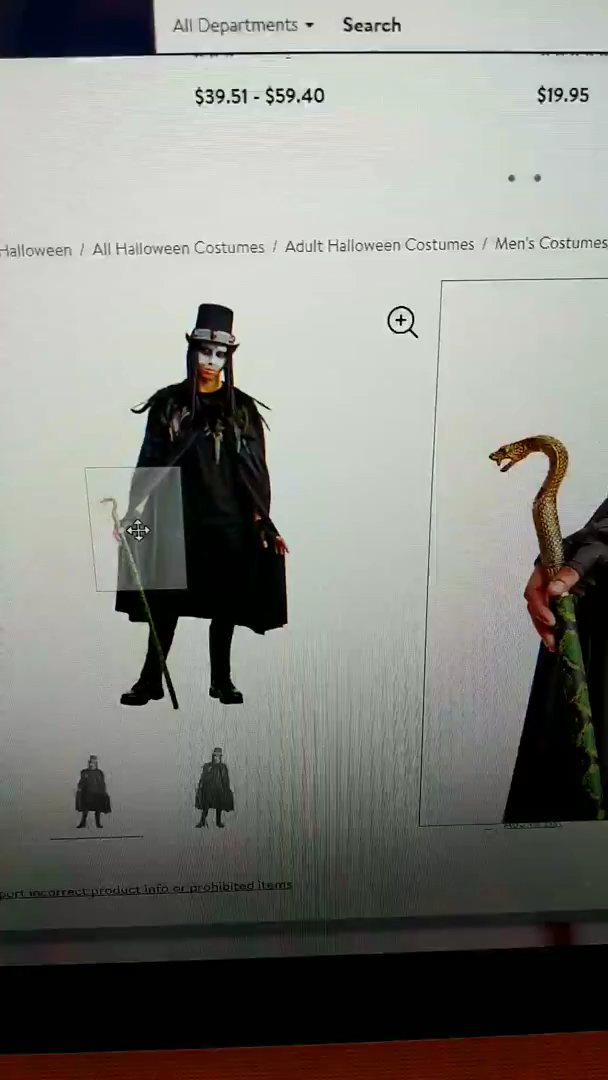 All Departments Search
$39.51 - $59.40 $19.95
Halloween / All Halloween Costumes / Adult Halloween Costumes / Men's Costumes
port incorrect product info or prohibited items